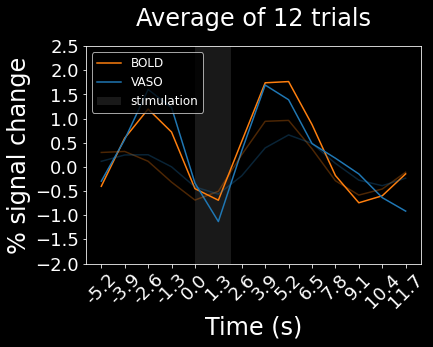 Average of 12 trials
% signal change
2.5
2.0
1.5
1.0
0.5
0.0
-0.5
-1.0
-1.5
-2.0
BOLD
VASO
stimulation
-5.2 -3.9 -2.6 -1.3 0.0 1.3 2.6 3.9 5.2 6.5 7.8 9.1 10.4 11.7
Time (s)